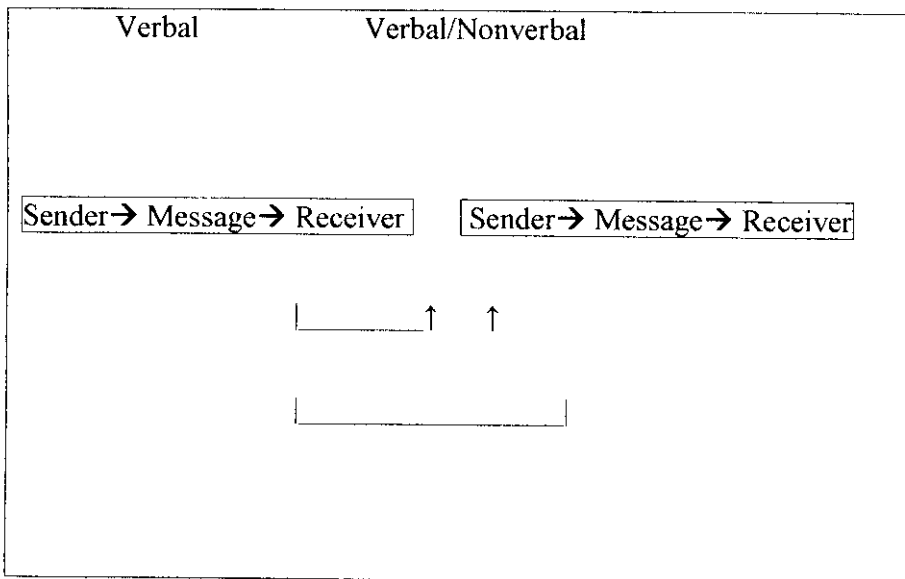 Verbal Verbal/Nonverbal
Sender→ Message→ Receiver Sender→ Message→ Receiver
↑ ↑